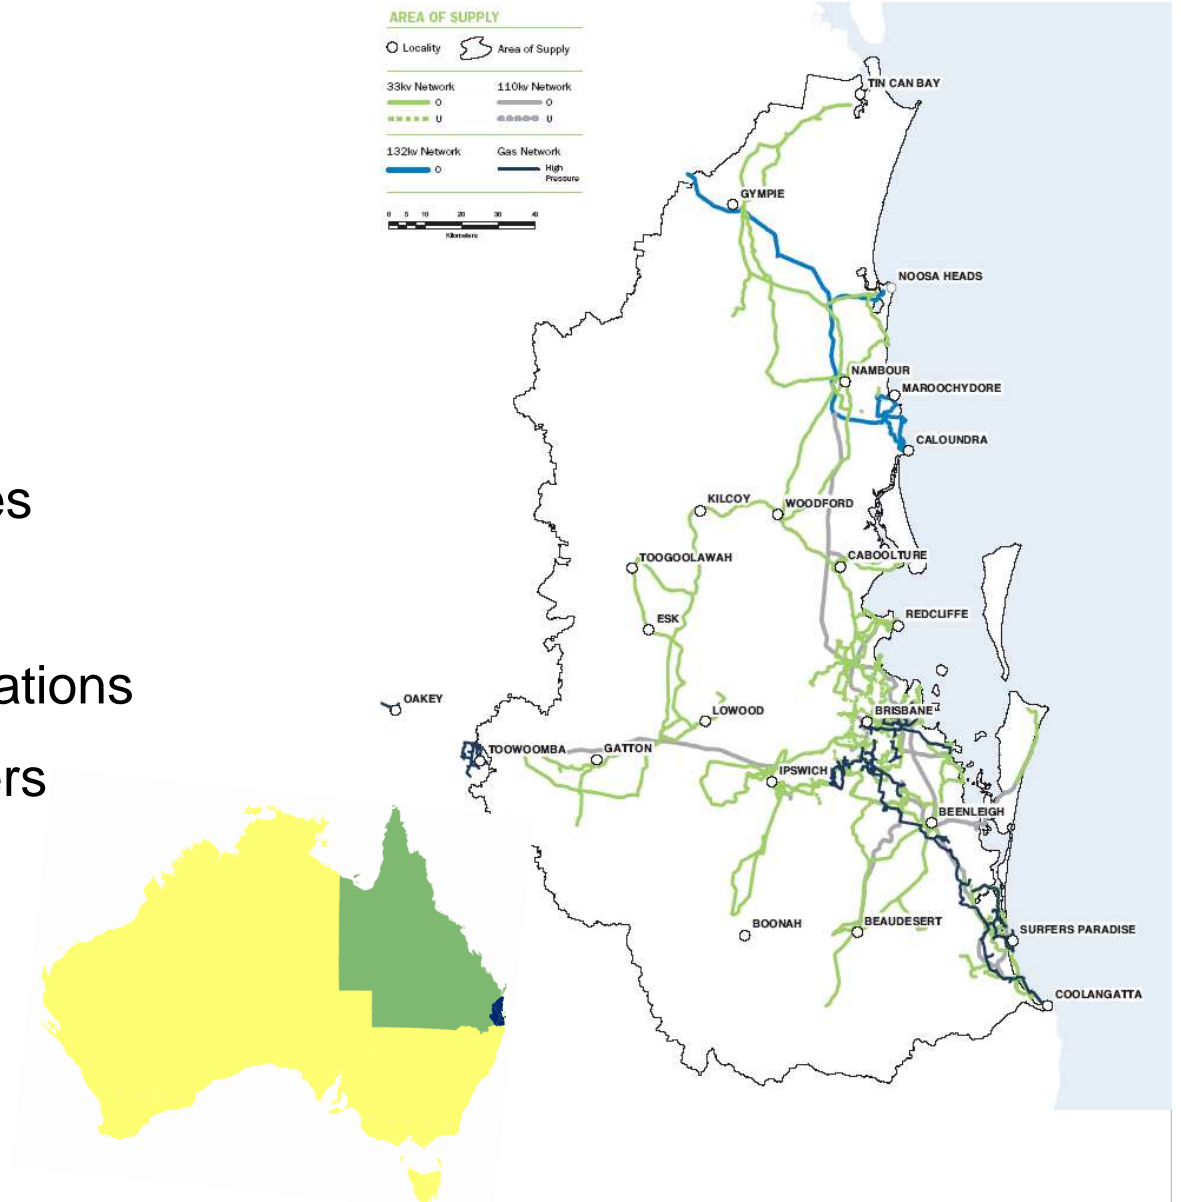 AREA OF SUPPLY
Locality Area of Supply
33kv Network 110kv Network
O O
U U
132kv Network Gas Network
O High
Pressure
0 5 10 20 30 40
Kilometers
TIN CAN BAY
GYMPIE
NOOSA HEADS
NAMBOUR
MAROOCHYDORE
CALOUNDRA
es
KILCOY
WOODFORD
TOOGOOLAWAH
CABOOLTURE
REDCLIFFE
ESK
ations
OAKEY
LOWOOD
BRISBANE
TOOWOOMBA
GATTON
IPSWICH
ers
BEENLEIGH
BOONAH
BEAUDESERT
SURFERS PARADISE
COOLANGATTA